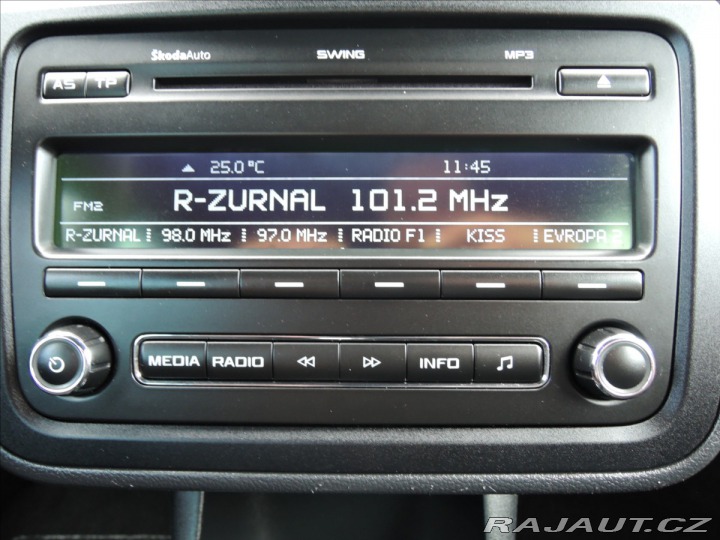 ŠkodaAuto SWING MP3
AS TP
25.0°C 11:45
FM2 R-ZURNAL 101.2 MHz
R-ZURNAL 98.0 MHz 97.0 MHz RADIO F1 KISS EVROPA 2
MEDIA RADIO INFO
RAJAUT.CZ